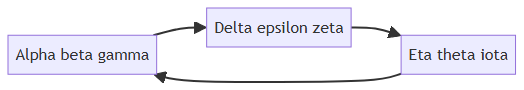 Alpha beta gamma
Delta epsilon zeta
Eta theta iota